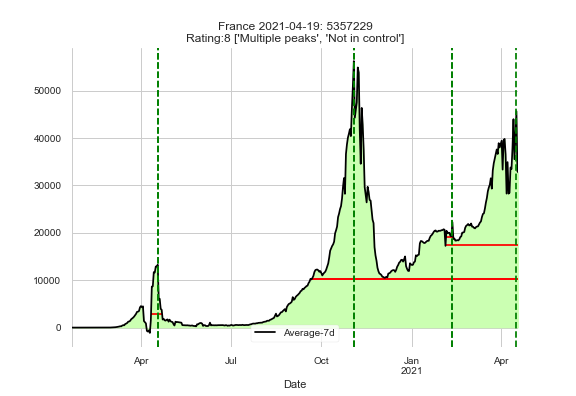 France 2021-04-19: 5357229
Rating:8 ['Multiple peaks', 'Not in control']
50000
40000
30000
20000
10000
0
Average-7d
Apr Jul Oct Jan Apr
2021
Date